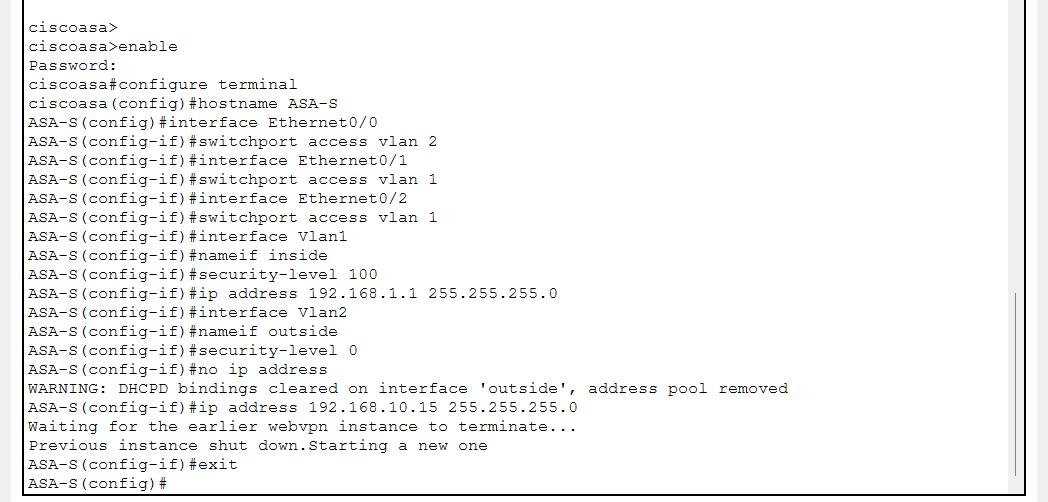 ciscoasa>
ciscoasa>enable
Password:
ciscoasa#configure terminal
ciscoasa(config)#hostname ASA-S
ASA-S(config)#interface Ethernet0/0
ASA-S(config-if)#switchport access vlan 2
ASA-S(config-if)#interface Ethernet0/1
ASA-S(config-if)#switchport access vlan 1
ASA-S(config-if)#interface Ethernet0/2
ASA-S(config-if)#switchport access vlan 1
ASA-S(config-if)#interface Vlan1
ASA-S(config-if)#nameif inside
ASA-S(config-if)#security-level 100
ASA-S(config-if)#ip address 192.168.1.1 255.255.255.0
ASA-S(config-if)#interface Vlan2
ASA-S(config-if)#nameif outside
ASA-S(config-if)#security-level 0
ASA-S(config-if)#no ip address
WARNING: DHCPD bindings cleared on interface 'outside', address pool removed
ASA-S(config-if)#ip address 192.168.10.15 255.255.255.0
Waiting for the earlier webvpn instance to terminate...
Previous instance shut down.Starting a new one
ASA-S(config-if)#exit
ASA-S(config)#